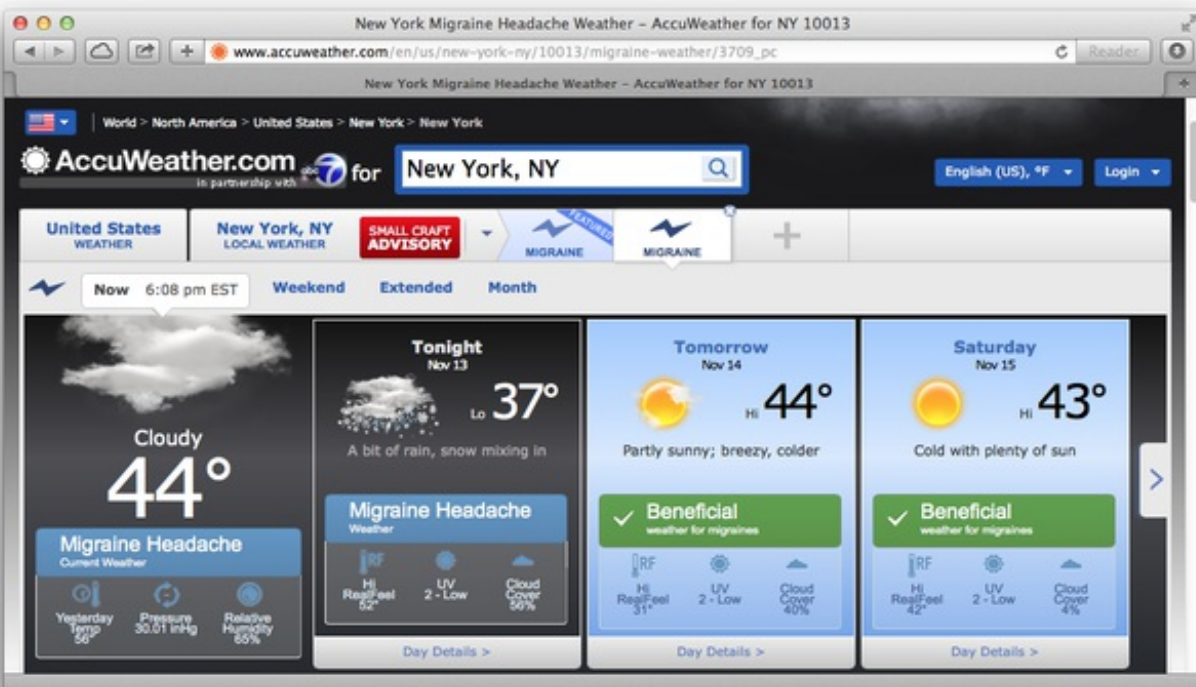 New York Migraine Headache Weather – AccuWeather for NY 10013
www.accuweather.com/en/us/new-york-ny/10013/migraine-weather/3709_pc
Reader
New York Migraine Headache Weather – AccuWeather for NY 10013
World > North America > United States > New York > New York
AccuWeather.com
in partnership with
abc 7
for
New York, NY
English (US), °F
Login
United States
WEATHER
New York, NY
LOCAL WEATHER
SMALL CRAFT
ADVISORY
MIGRAINE
FEATURED
MIGRAINE
Now 6:08 pm EST
Weekend
Extended
Month
Cloudy
44°
Migraine Headache
Current Weather
Yesterday
Temp
56°
Pressure
30.01 inHg
Relative
Humidity
65%
Tonight
Nov 13
Lo 37°
A bit of rain, snow mixing in
Migraine Headache
Weather
RF
Hi
RealFeel
52°
UV
2 - Low
Cloud
Cover
56%
Day Details >
Tomorrow
Nov 14
Hi 44°
Partly sunny; breezy, colder
Beneficial
weather for migraines
RF
Hi
RealFeel
31°
UV
2 - Low
Cloud
Cover
40%
Day Details >
Saturday
Nov 15
Hi 43°
Cold with plenty of sun
Beneficial
weather for migraines
RF
Hi
RealFeel
42°
UV
2 - Low
Cloud
Cover
4%
Day Details >